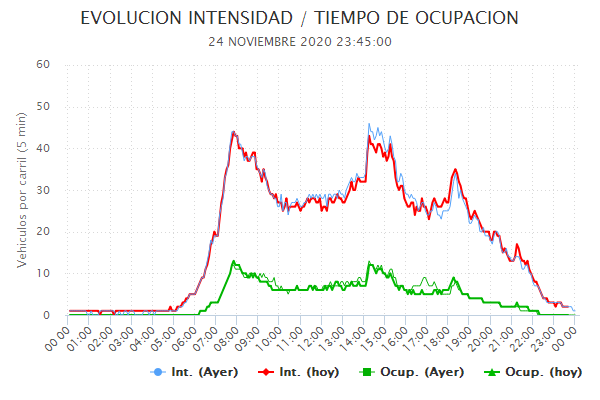 EVOLUCION INTENSIDAD / TIEMPO DE OCUPACION
24 NOVIEMBRE 2020 23:45:00
Vehículos por carril (5 min)
60
50
40
30
20
10
0
00:00 01:00 02:00 03:00 04:00 05:00 06:00 07:00 08:00 09:00 10:00 11:00 12:00 13:00 14:00 15:00 16:00 17:00 18:00 19:00 20:00 21:00 22:00 23:00 00:00
Int. (Ayer) Int. (hoy) Ocup. (Ayer) Ocup. (hoy)